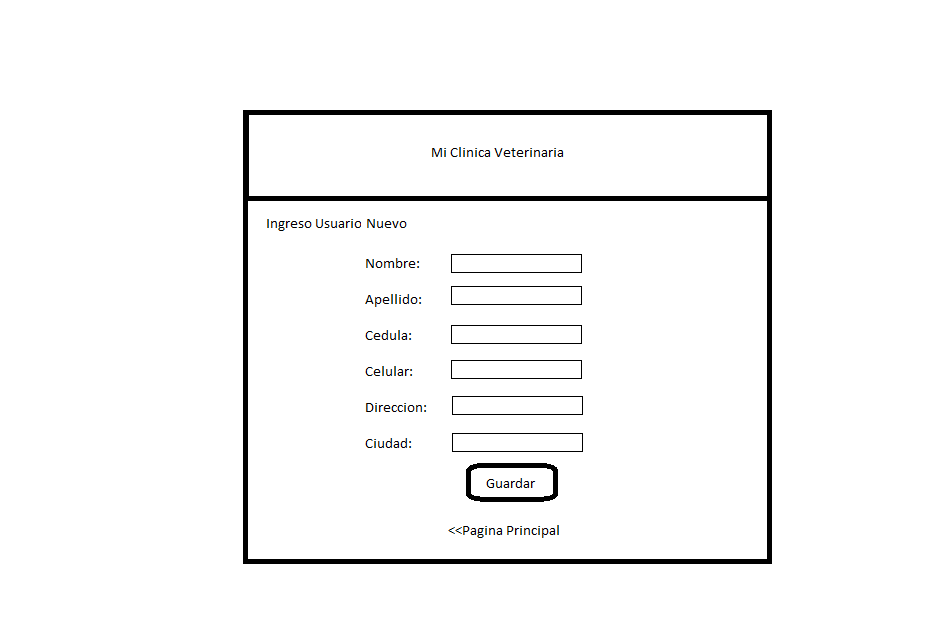 Mi Clinica Veterinaria
Ingreso Usuario Nuevo
Nombre:
Apellido:
Cedula:
Celular:
Direccion:
Ciudad:
Guardar
<<Pagina Principal